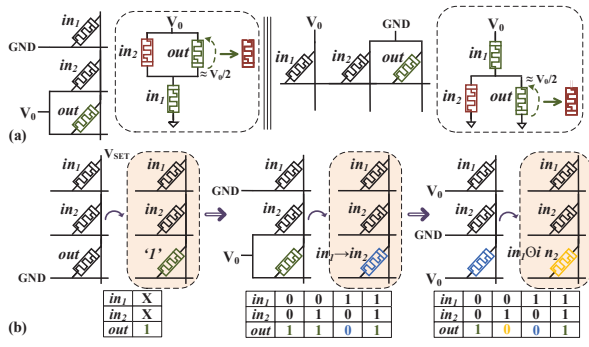 in₁
GND
in₂
V₀
out
V₀
in₂
out
≈V₀/2
in₁
V₀
GND
in₁
in₂
out
V₀
in₁
≈V₀/2
in₂
out
(a)
in₁
in₂
out
GND
V_SET
in₁
in₂
‘1’
in₁
GND
in₂
V₀
in₁
in₂
in₁→in₂
in₁
V₀
in₂
GND
V₀
in₁
in₂
in₁⊙i n₂
in₁ X
in₂ X
out 1
in₁ 0 0 1 1
in₂ 0 1 0 1
out 1 1 0 1
in₁ 0 0 1 1
in₂ 0 1 0 1
out 1 0 0 1
(b)